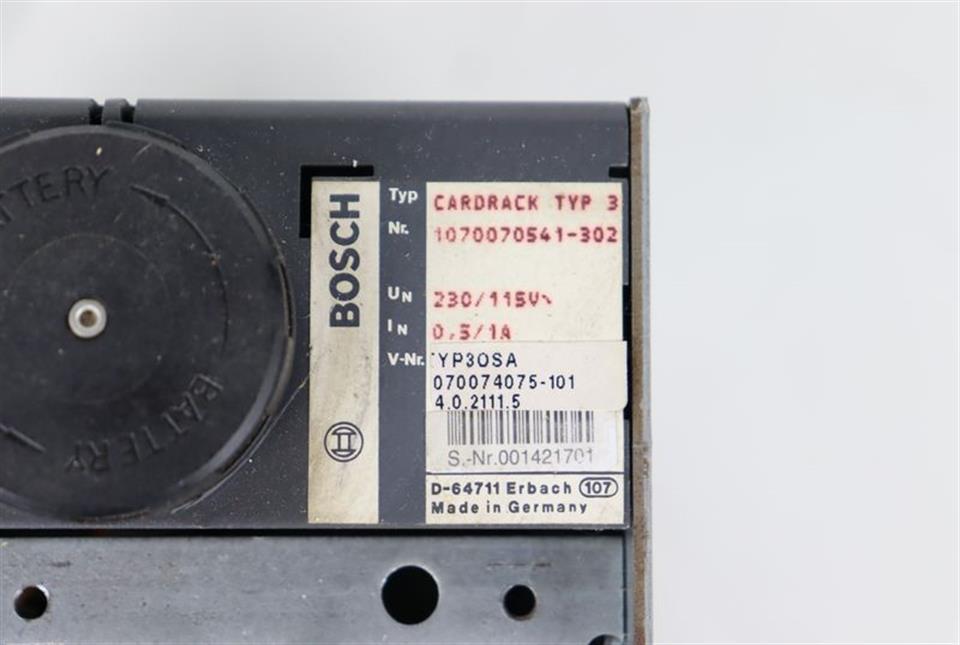 BATTERY
BATTERY
BOSCH
Typ CARDRACK TYP 3
Nr. 1070070541-302
UN 230/115V~
IN 0,5/1A
V-Nr. TYP3OSA
070074075-101
4.0.2111.5
S.-Nr.001421701
D-64711 Erbach 107
Made in Germany